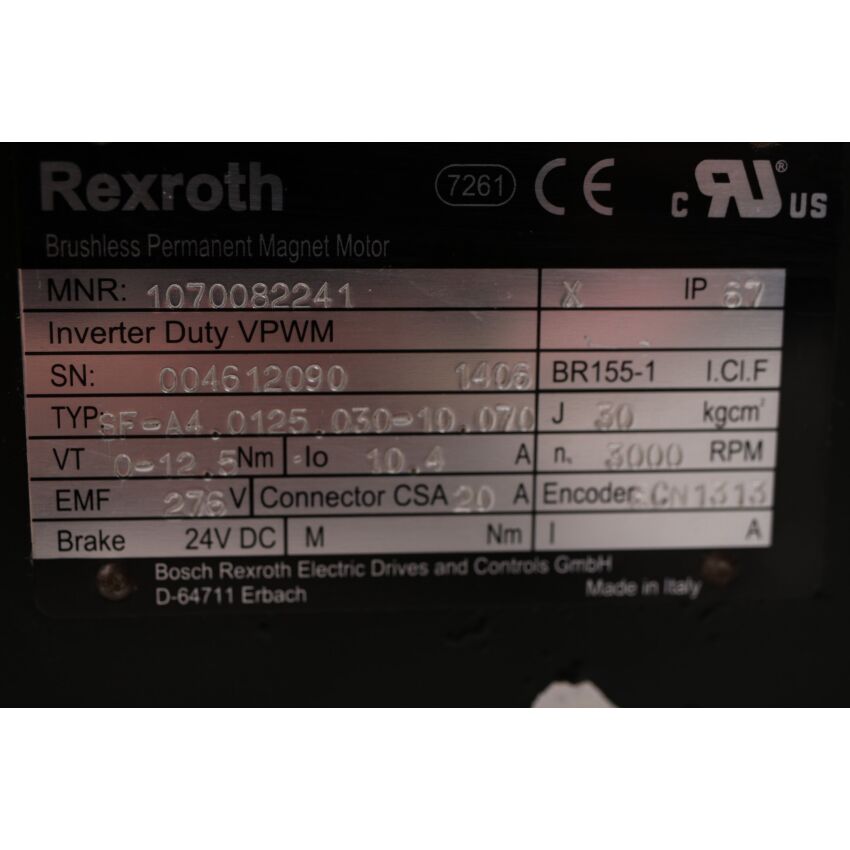 Rexroth 7261 CE c RU ® US
Brushless Permanent Magnet Motor
MNR: 1070082241 X IP 67
Inverter Duty VPWM
SN: 004612090 1406 BR155-1 I.Cl.F
TYP: SF-A4.0125.030-10.070 J 30 kgcm²
VT 0-12.5 Nm Io 10.4 A n. 3000 RPM
EMF 276 V Connector CSA 20 A Encoder
Brake 24V DC M Nm I A
Bosch Rexroth Electric Drives and Controls GmbH
D-64711 Erbach Made in Italy